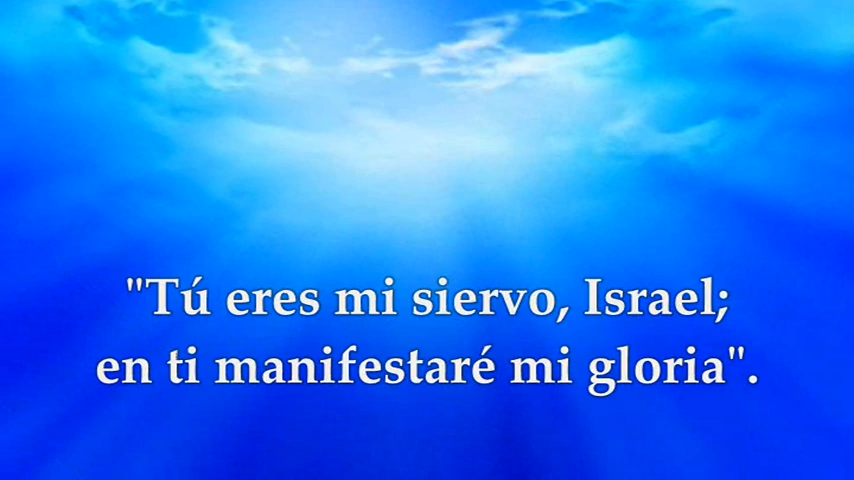 "Tú eres mi siervo, Israel;
en ti manifestaré mi gloria".